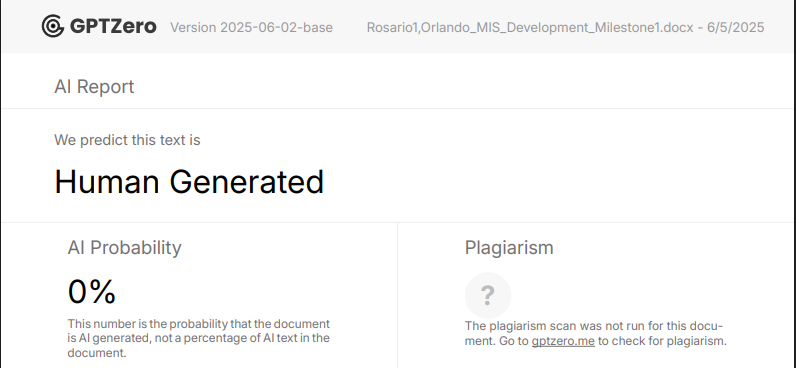 GPTZero Version 2025-06-02-base Rosario1,Orlando_MIS_Development_Milestone1.docx - 6/5/2025
AI Report
We predict this text is
Human Generated
AI Probability
0%
This number is the probability that the document
is AI generated, not a percentage of AI text in the
document.
Plagiarism
?
The plagiarism scan was not run for this docu-
ment. Go to gptzero.me to check for plagiarism.